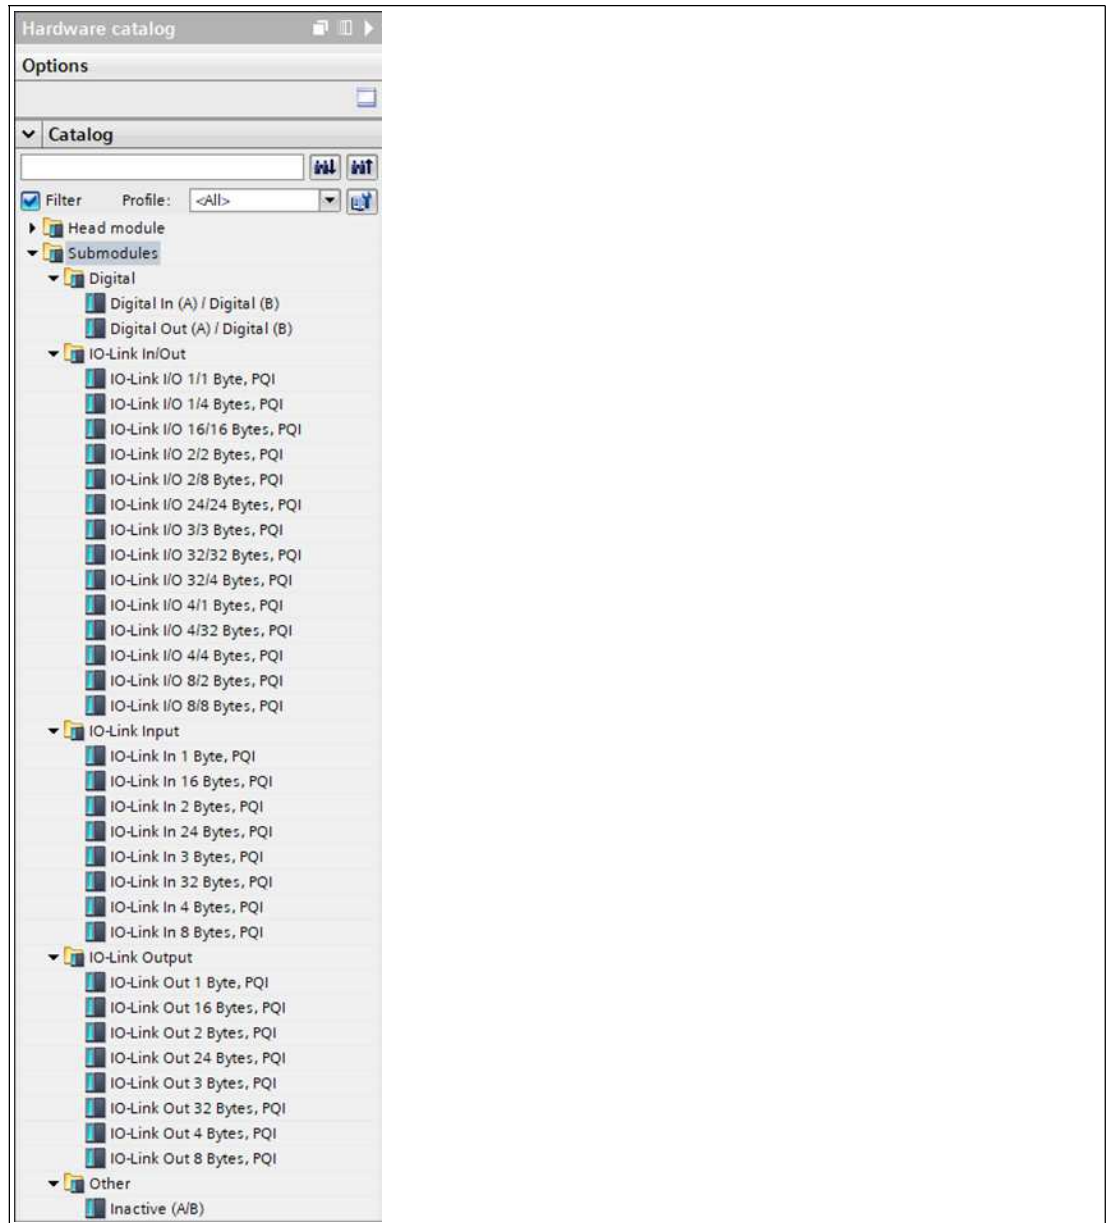 Hardware catalog
Options
Catalog
Filter Profile: <All>
Head module
Submodules
Digital
Digital In (A) / Digital (B)
Digital Out (A) / Digital (B)
IO-Link In/Out
IO-Link I/O 1/1 Byte, PQI
IO-Link I/O 1/4 Bytes, PQI
IO-Link I/O 16/16 Bytes, PQI
IO-Link I/O 2/2 Bytes, PQI
IO-Link I/O 2/8 Bytes, PQI
IO-Link I/O 24/24 Bytes, PQI
IO-Link I/O 3/3 Bytes, PQI
IO-Link I/O 32/32 Bytes, PQI
IO-Link I/O 32/4 Bytes, PQI
IO-Link I/O 4/1 Bytes, PQI
IO-Link I/O 4/32 Bytes, PQI
IO-Link I/O 4/4 Bytes, PQI
IO-Link I/O 8/2 Bytes, PQI
IO-Link I/O 8/8 Bytes, PQI
IO-Link Input
IO-Link In 1 Byte, PQI
IO-Link In 16 Bytes, PQI
IO-Link In 2 Bytes, PQI
IO-Link In 24 Bytes, PQI
IO-Link In 3 Bytes, PQI
IO-Link In 32 Bytes, PQI
IO-Link In 4 Bytes, PQI
IO-Link In 8 Bytes, PQI
IO-Link Output
IO-Link Out 1 Byte, PQI
IO-Link Out 16 Bytes, PQI
IO-Link Out 2 Bytes, PQI
IO-Link Out 24 Bytes, PQI
IO-Link Out 3 Bytes, PQI
IO-Link Out 32 Bytes, PQI
IO-Link Out 4 Bytes, PQI
IO-Link Out 8 Bytes, PQI
Other
Inactive (A/B)